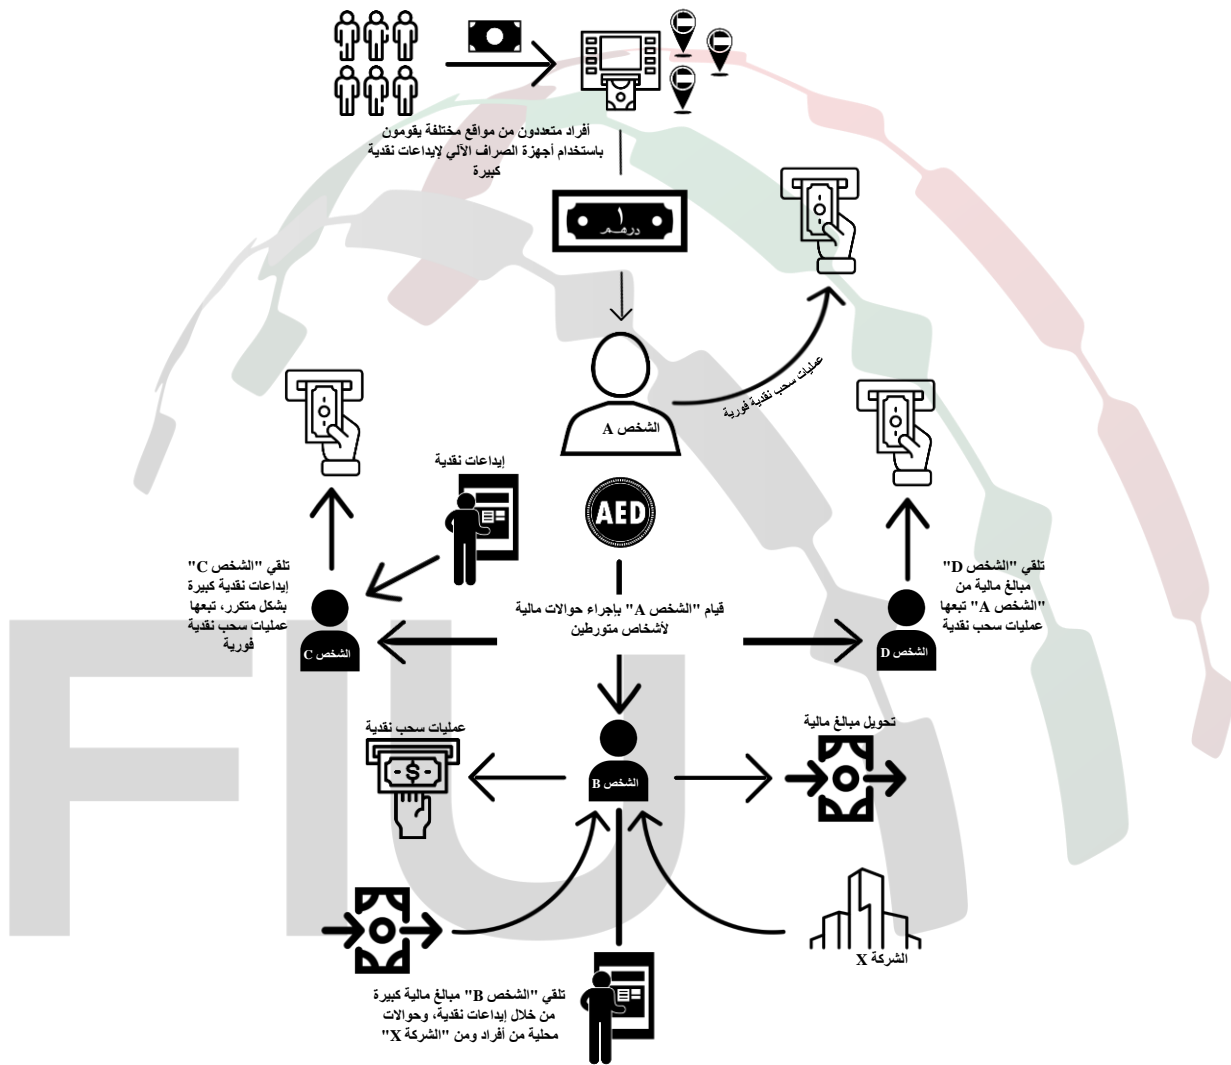 أفراد متعددون من مواقع مختلفة يقومون
باستخدام أجهزة الصراف الآلي لإيداعات نقدية
كبيرة
١
درهم
عمليات سحب نقدية فورية
الشخص A
إيداعات نقدية
AED
تلقي "الشخص C"
إيداعات نقدية كبيرة
بشكل متكرر، تبعها
عمليات سحب نقدية
فورية
الشخص C
قيام "الشخص A" بإجراء حوالات مالية
لأشخاص متورطين
تلقي "الشخص D"
مبالغ مالية من
"الشخص A" تبعها
عمليات سحب نقدية
الشخص D
عمليات سحب نقدية
$
الشخص B
تحويل مبالغ مالية
الشركة X
تلقي "الشخص B" مبالغ مالية كبيرة
من خلال إيداعات نقدية، وحوالات
محلية من أفراد ومن "الشركة X"
FIU